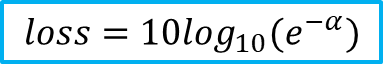 loss = 10log₁₀(e⁻ᵅ)